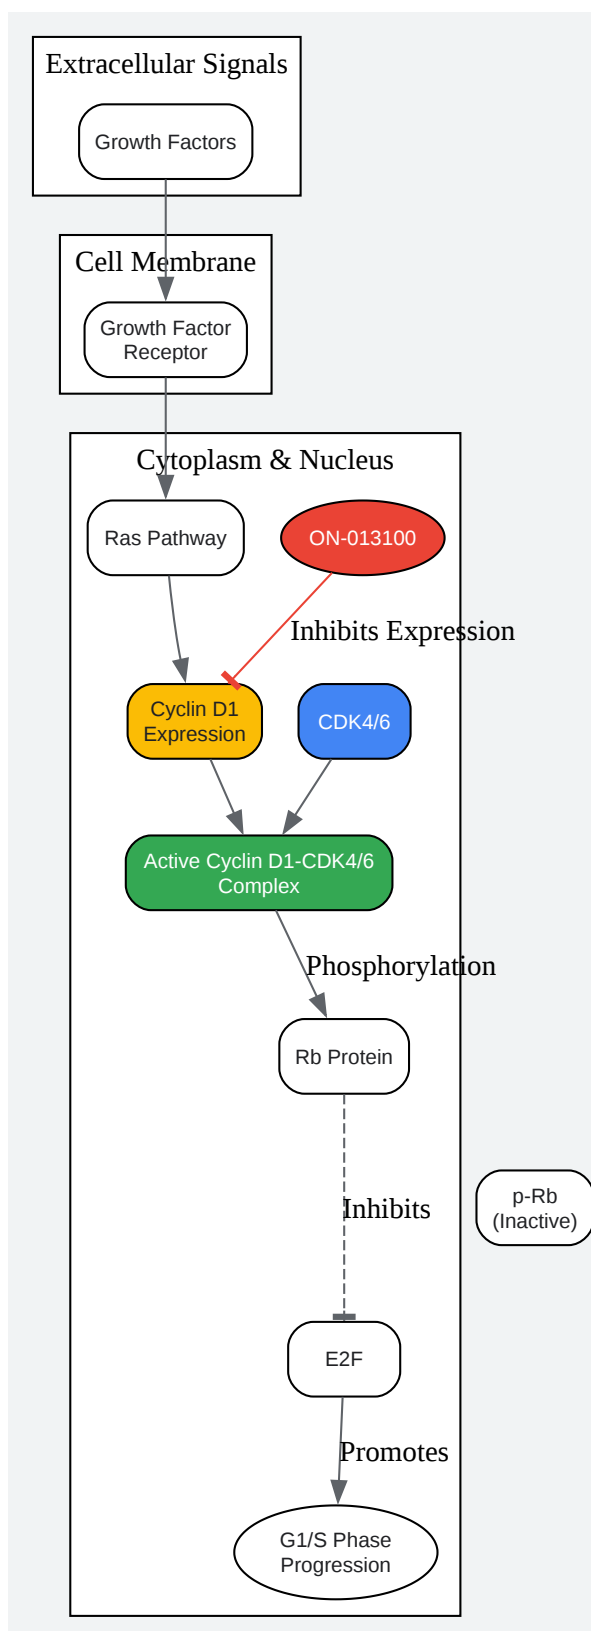 Extracellular Signals
Growth Factors
Cell Membrane
Growth Factor
Receptor
Cytoplasm & Nucleus
Ras Pathway
ON-013100
Inhibits Expression
Cyclin D1
Expression
CDK4/6
Active Cyclin D1-CDK4/6
Complex
Phosphorylation
Rb Protein
p-Rb
(Inactive)
Inhibits
E2F
Promotes
G1/S Phase
Progression